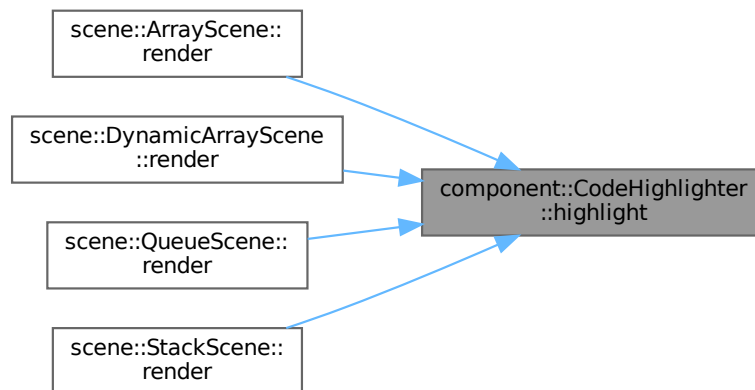 scene::ArrayScene::
render
scene::DynamicArrayScene
::render
component::CodeHighlighter
::highlight
scene::QueueScene::
render
scene::StackScene::
render